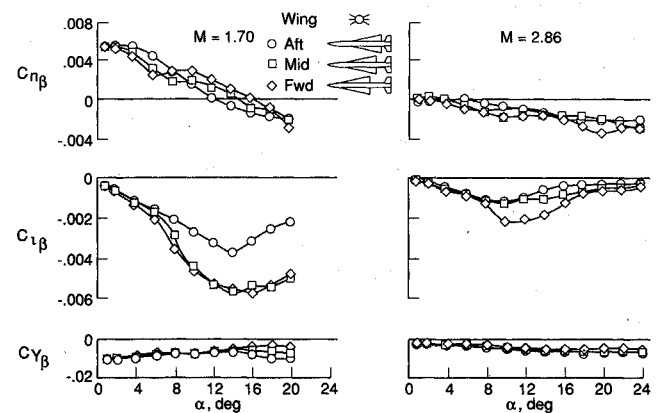 Wing
M = 1.70
Aft
Mid
Fwd
M = 2.86
Cnβ
.008
.004
0
-.004
Clβ
0
-.002
-.004
-.006
CYβ
0
-.02
0 4 8 12 16 20 24
α, deg
0 4 8 12 16 20 24
α, deg